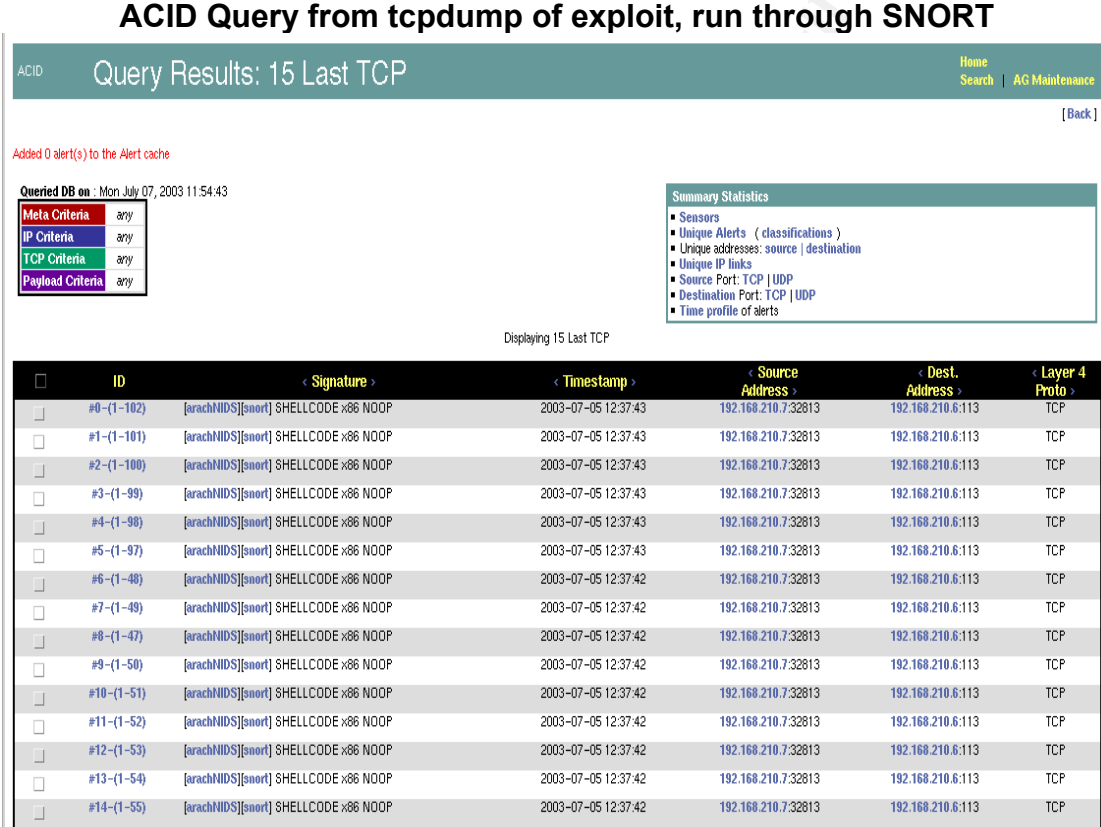 ACID Query from tcpdump of exploit, run through SNORT
ACID Query Results: 15 Last TCP
Home
Search | AG Maintenance
[ Back ]
Added 0 alert(s) to the Alert cache
Queried DB on : Mon July 07, 2003 11:54:43
Meta Criteria any
IP Criteria any
TCP Criteria any
Payload Criteria any
Summary Statistics
▪ Sensors
▪ Unique Alerts ( classifications )
▪ Unique addresses: source | destination
▪ Unique IP links
▪ Source Port: TCP | UDP
▪ Destination Port: TCP | UDP
▪ Time profile of alerts
Displaying 15 Last TCP
ID < Signature > < Timestamp > < Source Address > < Dest. Address > < Layer 4 Proto >
#0-(1-102) [arachNIDS][snort] SHELLCODE x86 NOOP 2003-07-05 12:37:43 192.168.210.7:32813 192.168.210.6:113 TCP
#1-(1-101) [arachNIDS][snort] SHELLCODE x86 NOOP 2003-07-05 12:37:43 192.168.210.7:32813 192.168.210.6:113 TCP
#2-(1-100) [arachNIDS][snort] SHELLCODE x86 NOOP 2003-07-05 12:37:43 192.168.210.7:32813 192.168.210.6:113 TCP
#3-(1-99) [arachNIDS][snort] SHELLCODE x86 NOOP 2003-07-05 12:37:43 192.168.210.7:32813 192.168.210.6:113 TCP
#4-(1-98) [arachNIDS][snort] SHELLCODE x86 NOOP 2003-07-05 12:37:43 192.168.210.7:32813 192.168.210.6:113 TCP
#5-(1-97) [arachNIDS][snort] SHELLCODE x86 NOOP 2003-07-05 12:37:43 192.168.210.7:32813 192.168.210.6:113 TCP
#6-(1-48) [arachNIDS][snort] SHELLCODE x86 NOOP 2003-07-05 12:37:42 192.168.210.7:32813 192.168.210.6:113 TCP
#7-(1-49) [arachNIDS][snort] SHELLCODE x86 NOOP 2003-07-05 12:37:42 192.168.210.7:32813 192.168.210.6:113 TCP
#8-(1-47) [arachNIDS][snort] SHELLCODE x86 NOOP 2003-07-05 12:37:42 192.168.210.7:32813 192.168.210.6:113 TCP
#9-(1-50) [arachNIDS][snort] SHELLCODE x86 NOOP 2003-07-05 12:37:42 192.168.210.7:32813 192.168.210.6:113 TCP
#10-(1-51) [arachNIDS][snort] SHELLCODE x86 NOOP 2003-07-05 12:37:42 192.168.210.7:32813 192.168.210.6:113 TCP
#11-(1-52) [arachNIDS][snort] SHELLCODE x86 NOOP 2003-07-05 12:37:42 192.168.210.7:32813 192.168.210.6:113 TCP
#12-(1-53) [arachNIDS][snort] SHELLCODE x86 NOOP 2003-07-05 12:37:42 192.168.210.7:32813 192.168.210.6:113 TCP
#13-(1-54) [arachNIDS][snort] SHELLCODE x86 NOOP 2003-07-05 12:37:42 192.168.210.7:32813 192.168.210.6:113 TCP
#14-(1-55) [arachNIDS][snort] SHELLCODE x86 NOOP 2003-07-05 12:37:42 192.168.210.7:32813 192.168.210.6:113 TCP